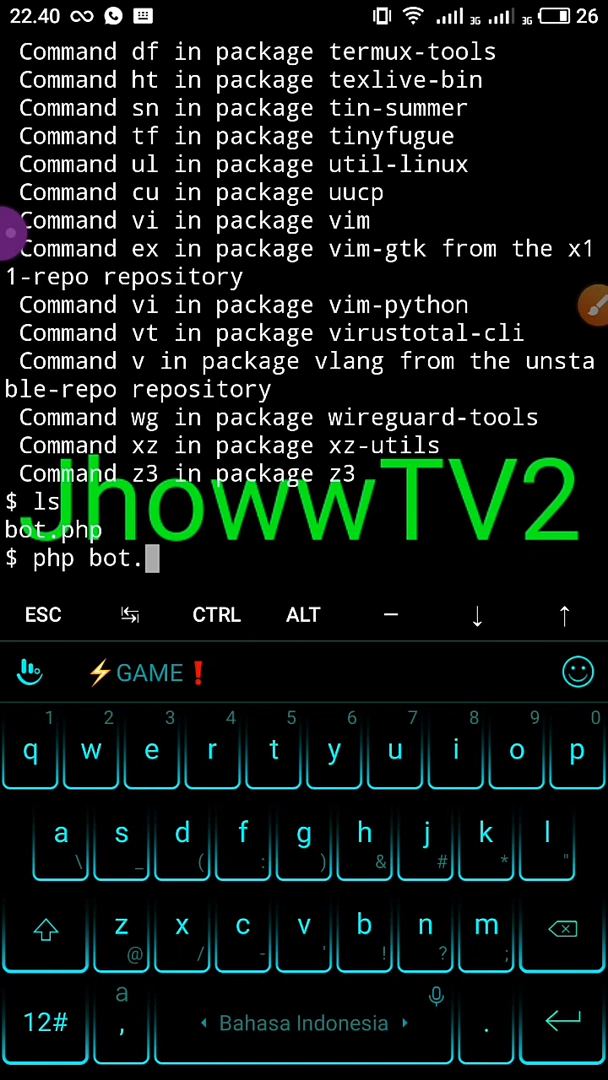 22.40 3G 3G 26
Command df in package termux-tools
Command ht in package texlive-bin
Command sn in package tin-summer
Command tf in package tinyfugue
Command ul in package util-linux
Command cu in package uucp
Command vi in package vim
Command ex in package vim-gtk from the x1
1-repo repository
Command vi in package vim-python
Command vt in package virustotal-cli
Command v in package vlang from the unsta
ble-repo repository
Command wg in package wireguard-tools
Command xz in package xz-utils
Command z3 in package z3
JhowwTV2
$ ls
bot.php
$ php bot.
ESC ↹ CTRL ALT — ↓ ↑
⚡GAME❗
1 2 3 4 5 6 7 8 9 0
q w e r t y u i o p
a s d f g h j k l
\ _ ( : ) & # * "
z x c v b n m
@ / - ' ! ? ;
a
12# , Bahasa Indonesia .